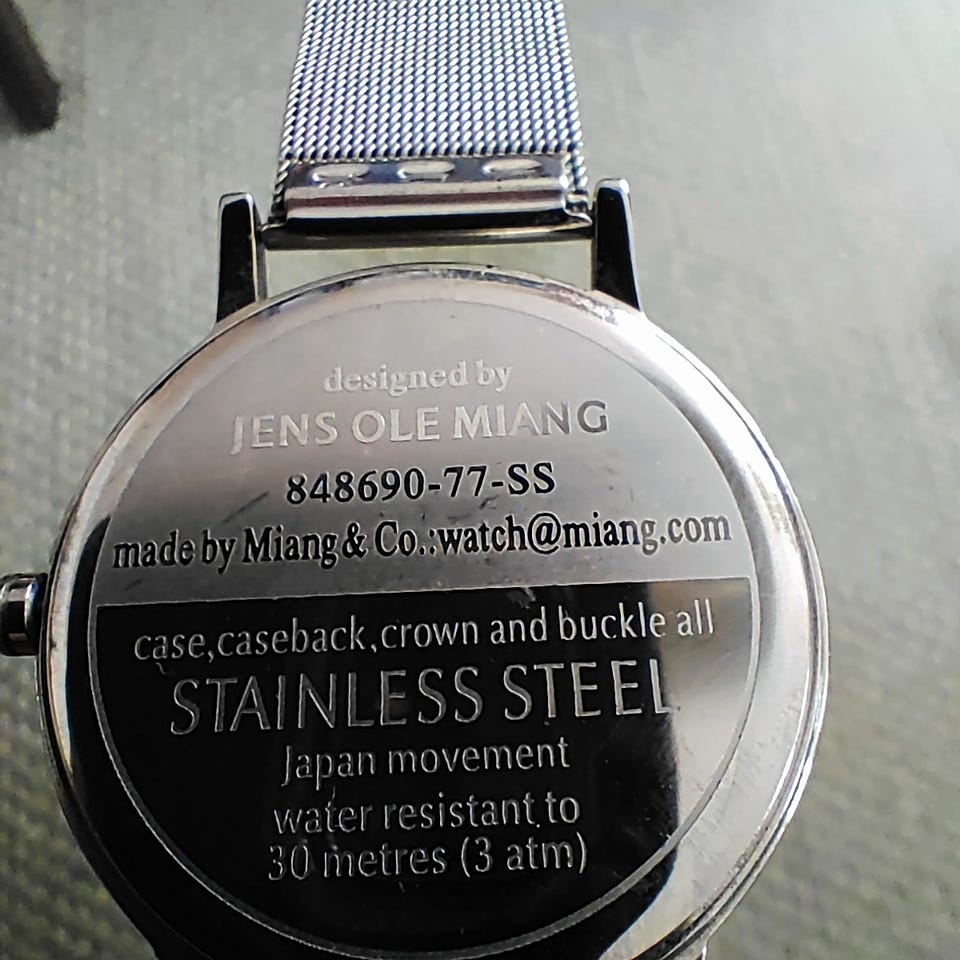 designed by
JENS OLE MIANG
848690-77-SS
made by Miang & Co.:watch@miang.com
case,caseback,crown and buckle all
STAINLESS STEEL
Japan movement
water resistant to
30 metres (3 atm)